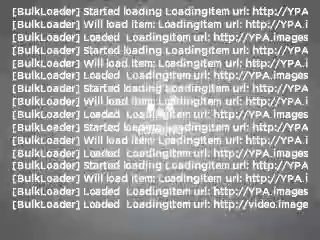 [BulkLoader] Started loading LoadingItem url: http://YPA
[BulkLoader] Will load item: LoadingItem url: http://YPA.i
[BulkLoader] Loaded LoadingItem url: http://YPA.images
[BulkLoader] Started loading LoadingItem url: http://YPA
[BulkLoader] Will load item: LoadingItem url: http://YPA.i
[BulkLoader] Loaded LoadingItem url: http://YPA.images
[BulkLoader] Started loading LoadingItem url: http://YPA
[BulkLoader] Will load item: LoadingItem url: http://YPA.i
[BulkLoader] Loaded LoadingItem url: http://YPA.images
[BulkLoader] Started loading LoadingItem url: http://YPA
[BulkLoader] Will load item: LoadingItem url: http://YPA.i
[BulkLoader] Loaded LoadingItem url: http://YPA.images
[BulkLoader] Started loading LoadingItem url: http://YPA
[BulkLoader] Will load item: LoadingItem url: http://YPA.i
[BulkLoader] Loaded LoadingItem url: http://YPA.images
[BulkLoader] Loaded LoadingItem url: http://video.image